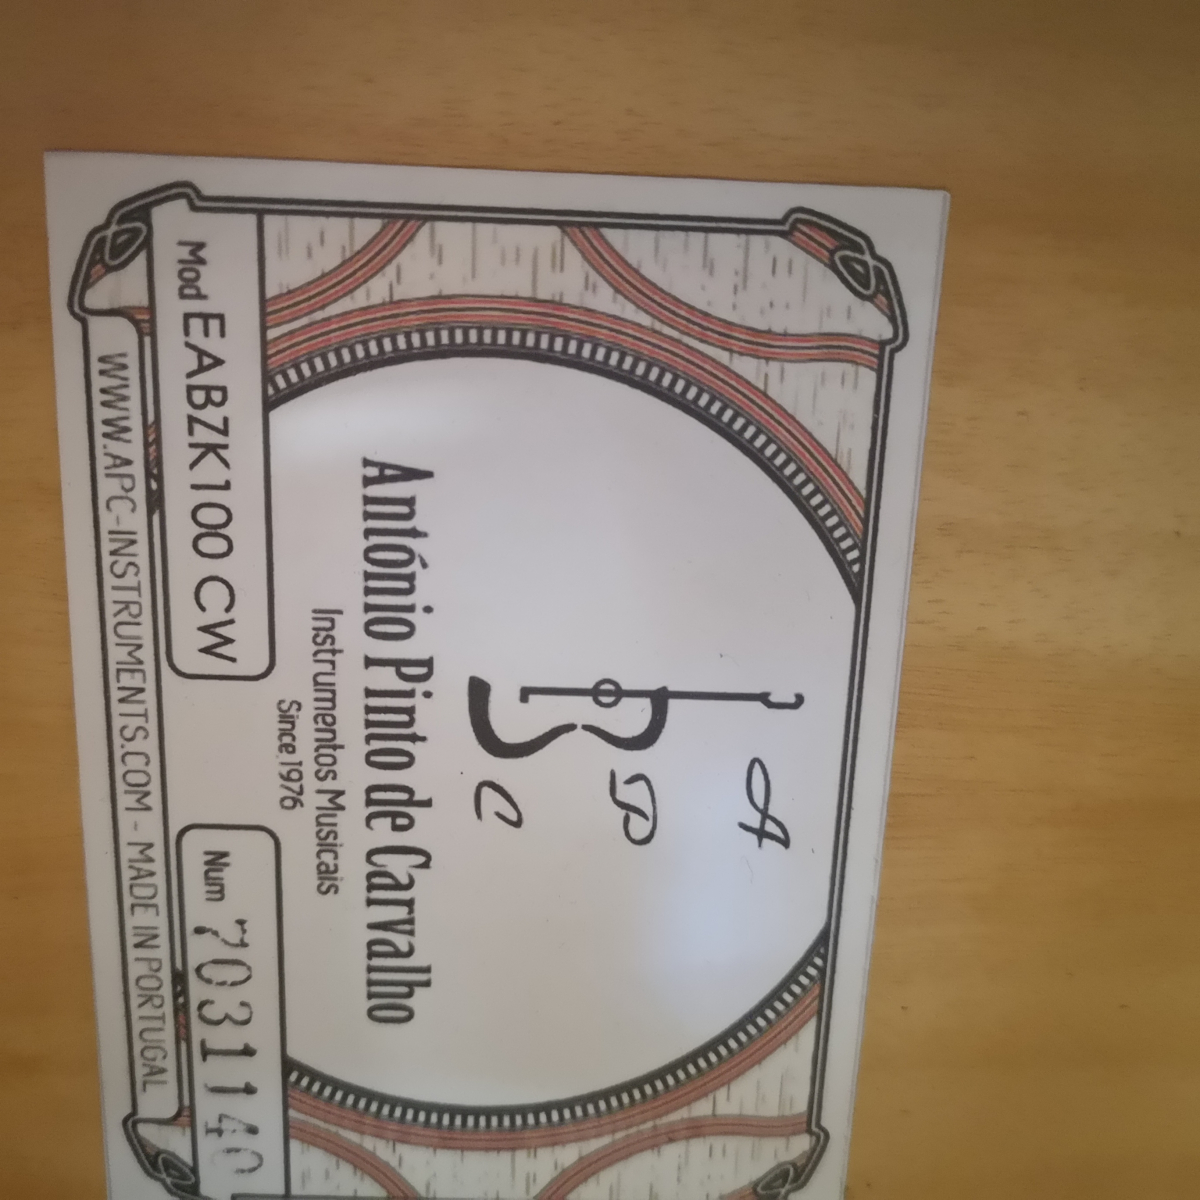 A
P
C
António Pinto de Carvalho
Instrumentos Musicais
Since 1976
Mod EABZK100 CW
Num 7031140
WWW.APC-INSTRUMENTS.COM - MADE IN PORTUGAL